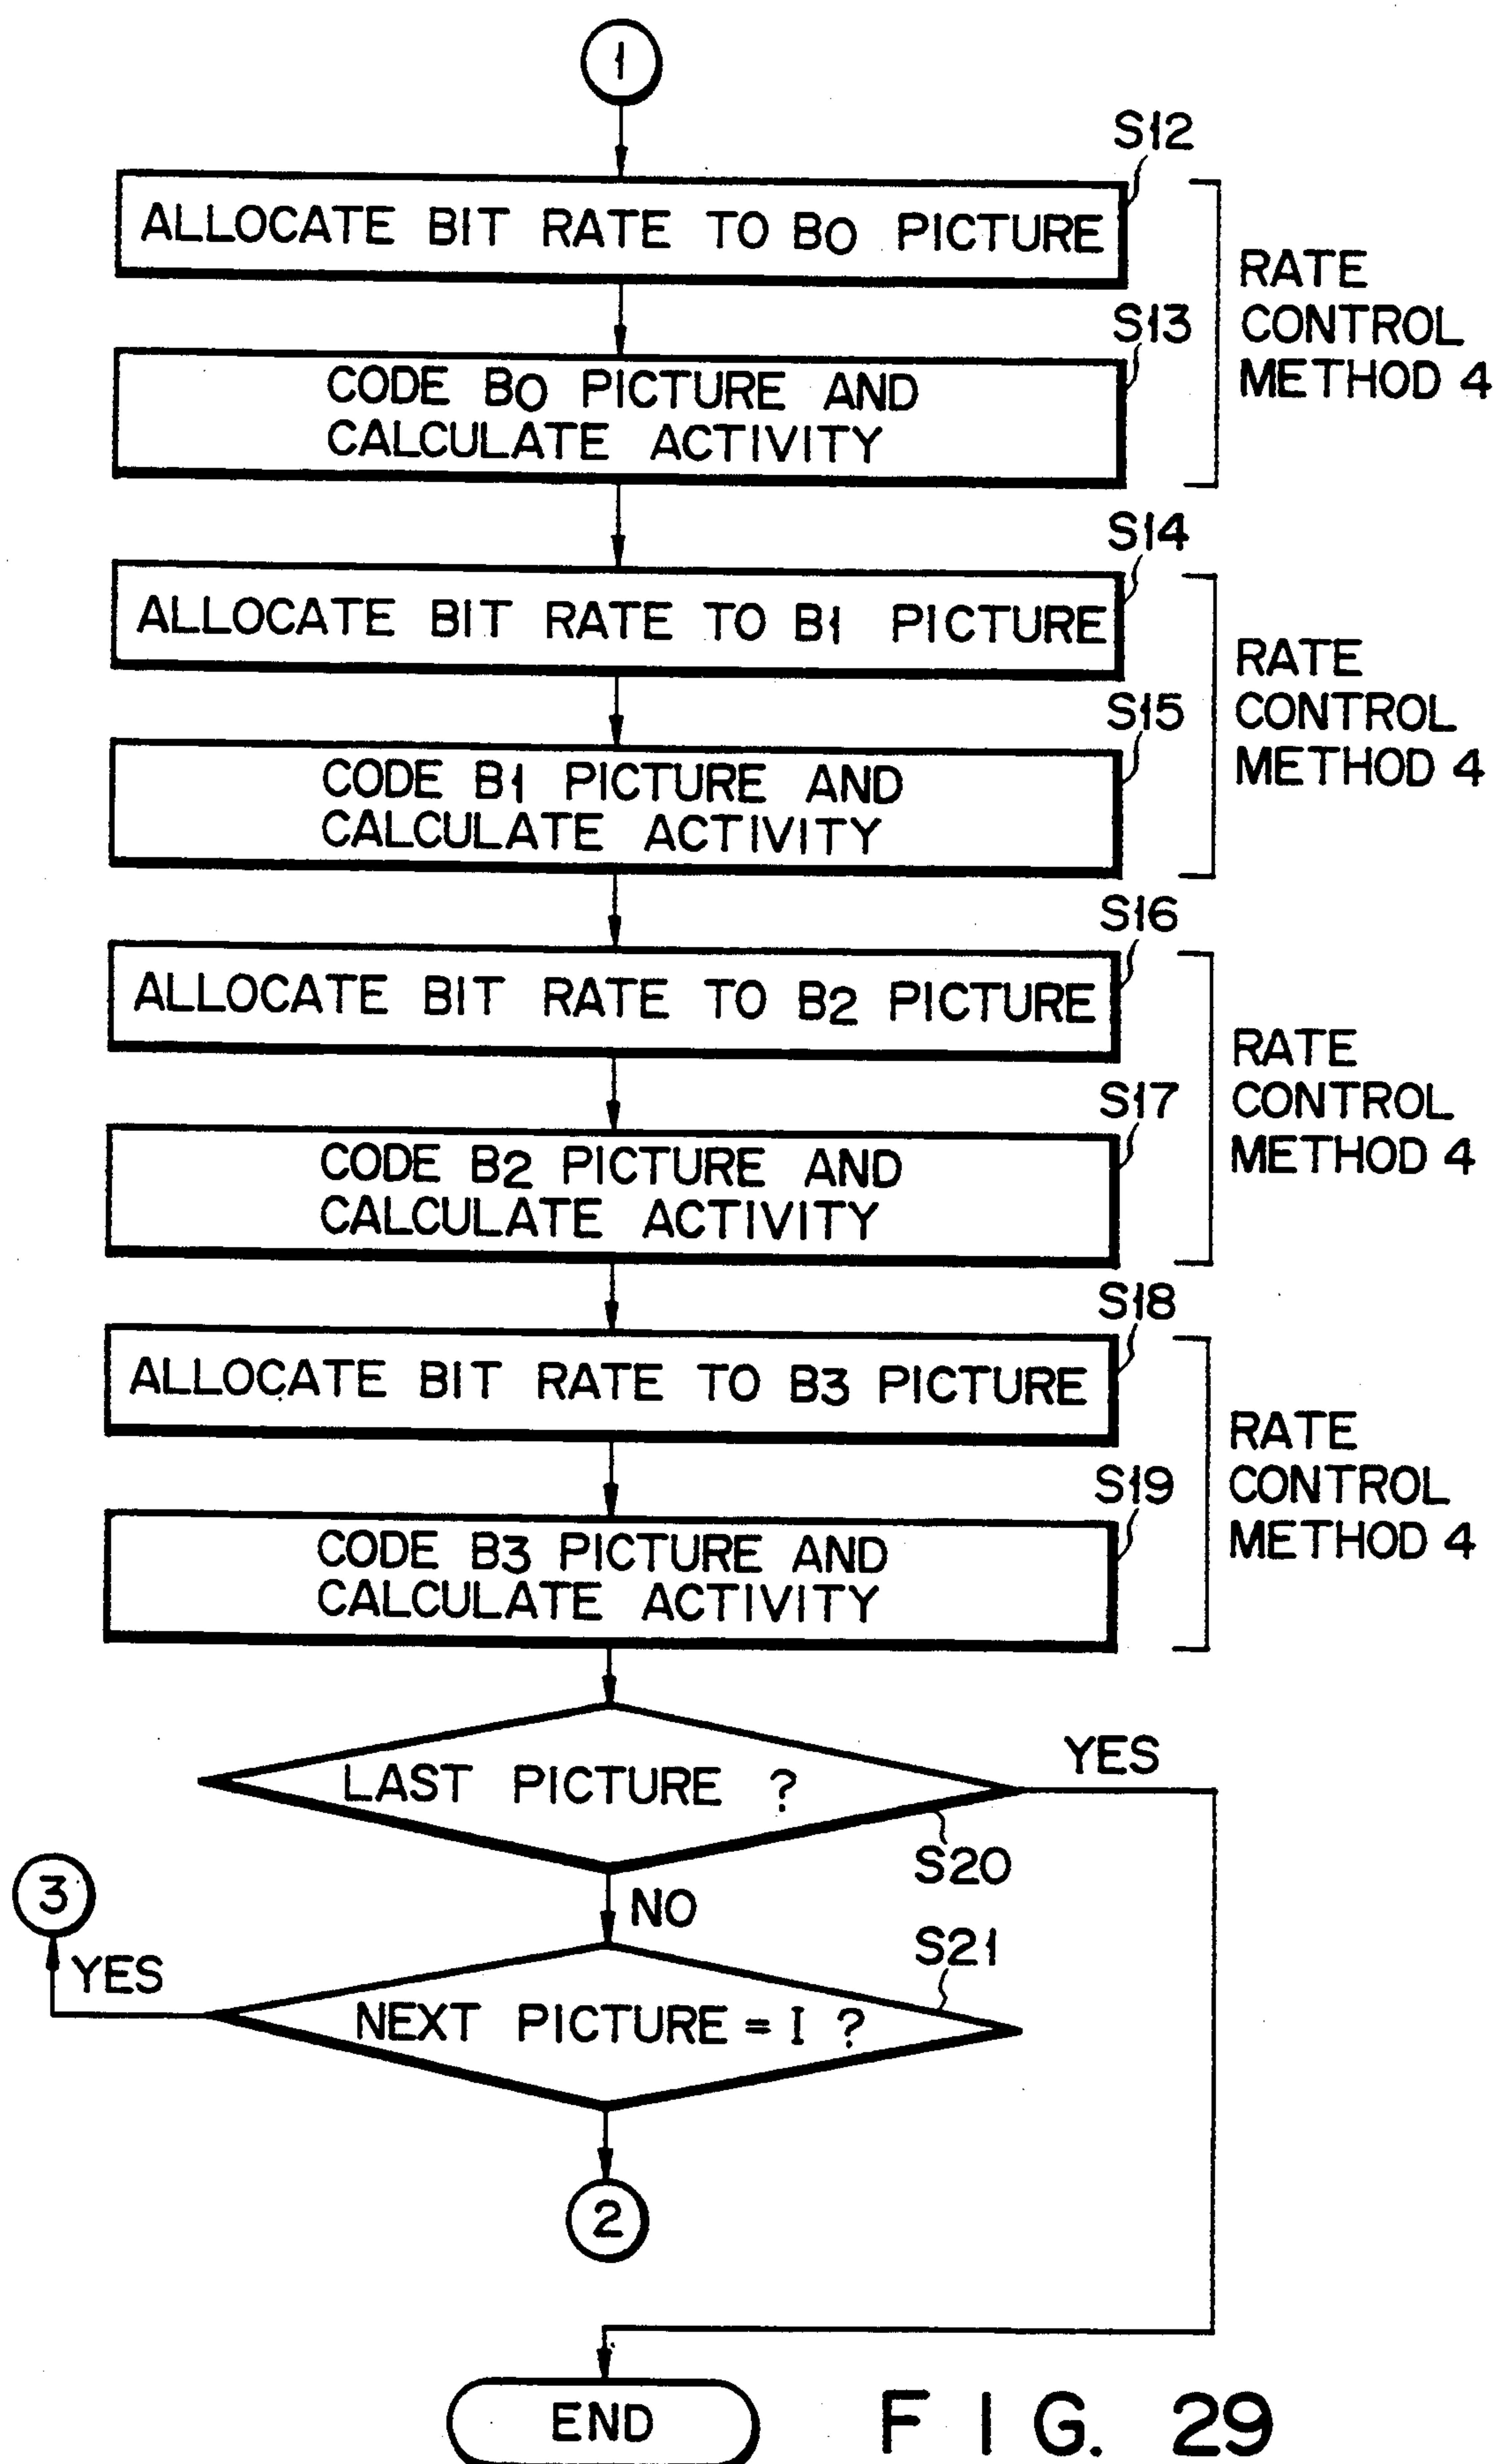 1
S12
ALLOCATE BIT RATE TO B0 PICTURE
RATE
CONTROL
METHOD 4
S13
CODE B0 PICTURE AND
CALCULATE ACTIVITY
S14
ALLOCATE BIT RATE TO B1 PICTURE
RATE
CONTROL
METHOD 4
S15
CODE B1 PICTURE AND
CALCULATE ACTIVITY
S16
ALLOCATE BIT RATE TO B2 PICTURE
RATE
CONTROL
METHOD 4
S17
CODE B2 PICTURE AND
CALCULATE ACTIVITY
S18
ALLOCATE BIT RATE TO B3 PICTURE
RATE
CONTROL
METHOD 4
S19
CODE B3 PICTURE AND
CALCULATE ACTIVITY
LAST PICTURE ?
YES
S20
NO
3
YES
S21
NEXT PICTURE = I ?
2
END
FIG. 29